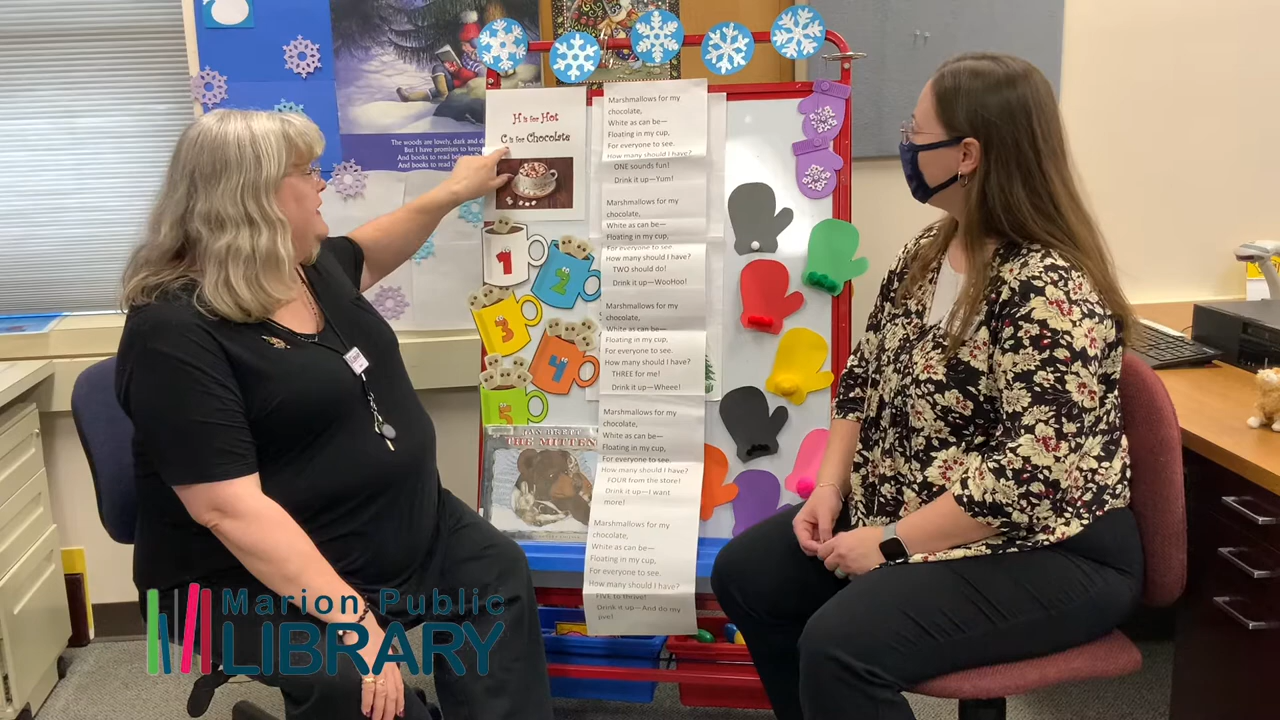 The woods are lovely, dark and d
But I have promises to keep
And books to read be
And books to read b
H is for Hot
C is for Chocolate
1
2
3
4
5
JAN BRETT
THE MITTEN
Marshmallows for my
chocolate,
White as can be—
Floating in my cup,
For everyone to see.
How many should I have?
ONE sounds fun!
Drink it up—Yum!
Marshmallows for my
chocolate,
White as can be—
Floating in my cup,
For everyone to see.
How many should I have?
TWO should do!
Drink it up—WooHoo!
Marshmallows for my
chocolate,
White as can be—
Floating in my cup,
For everyone to see.
How many should I have?
THREE for me!
Drink it up—Wheee!
Marshmallows for my
chocolate,
White as can be—
Floating in my cup,
For everyone to see.
How many should I have?
FOUR from the store!
Drink it up—I want
more!
Marshmallows for my
chocolate,
White as can be—
Floating in my cup,
For everyone to see.
How many should I have?
FIVE to thrive!
Drink it up—And do my
jive!
Marion Public
LIBRARY